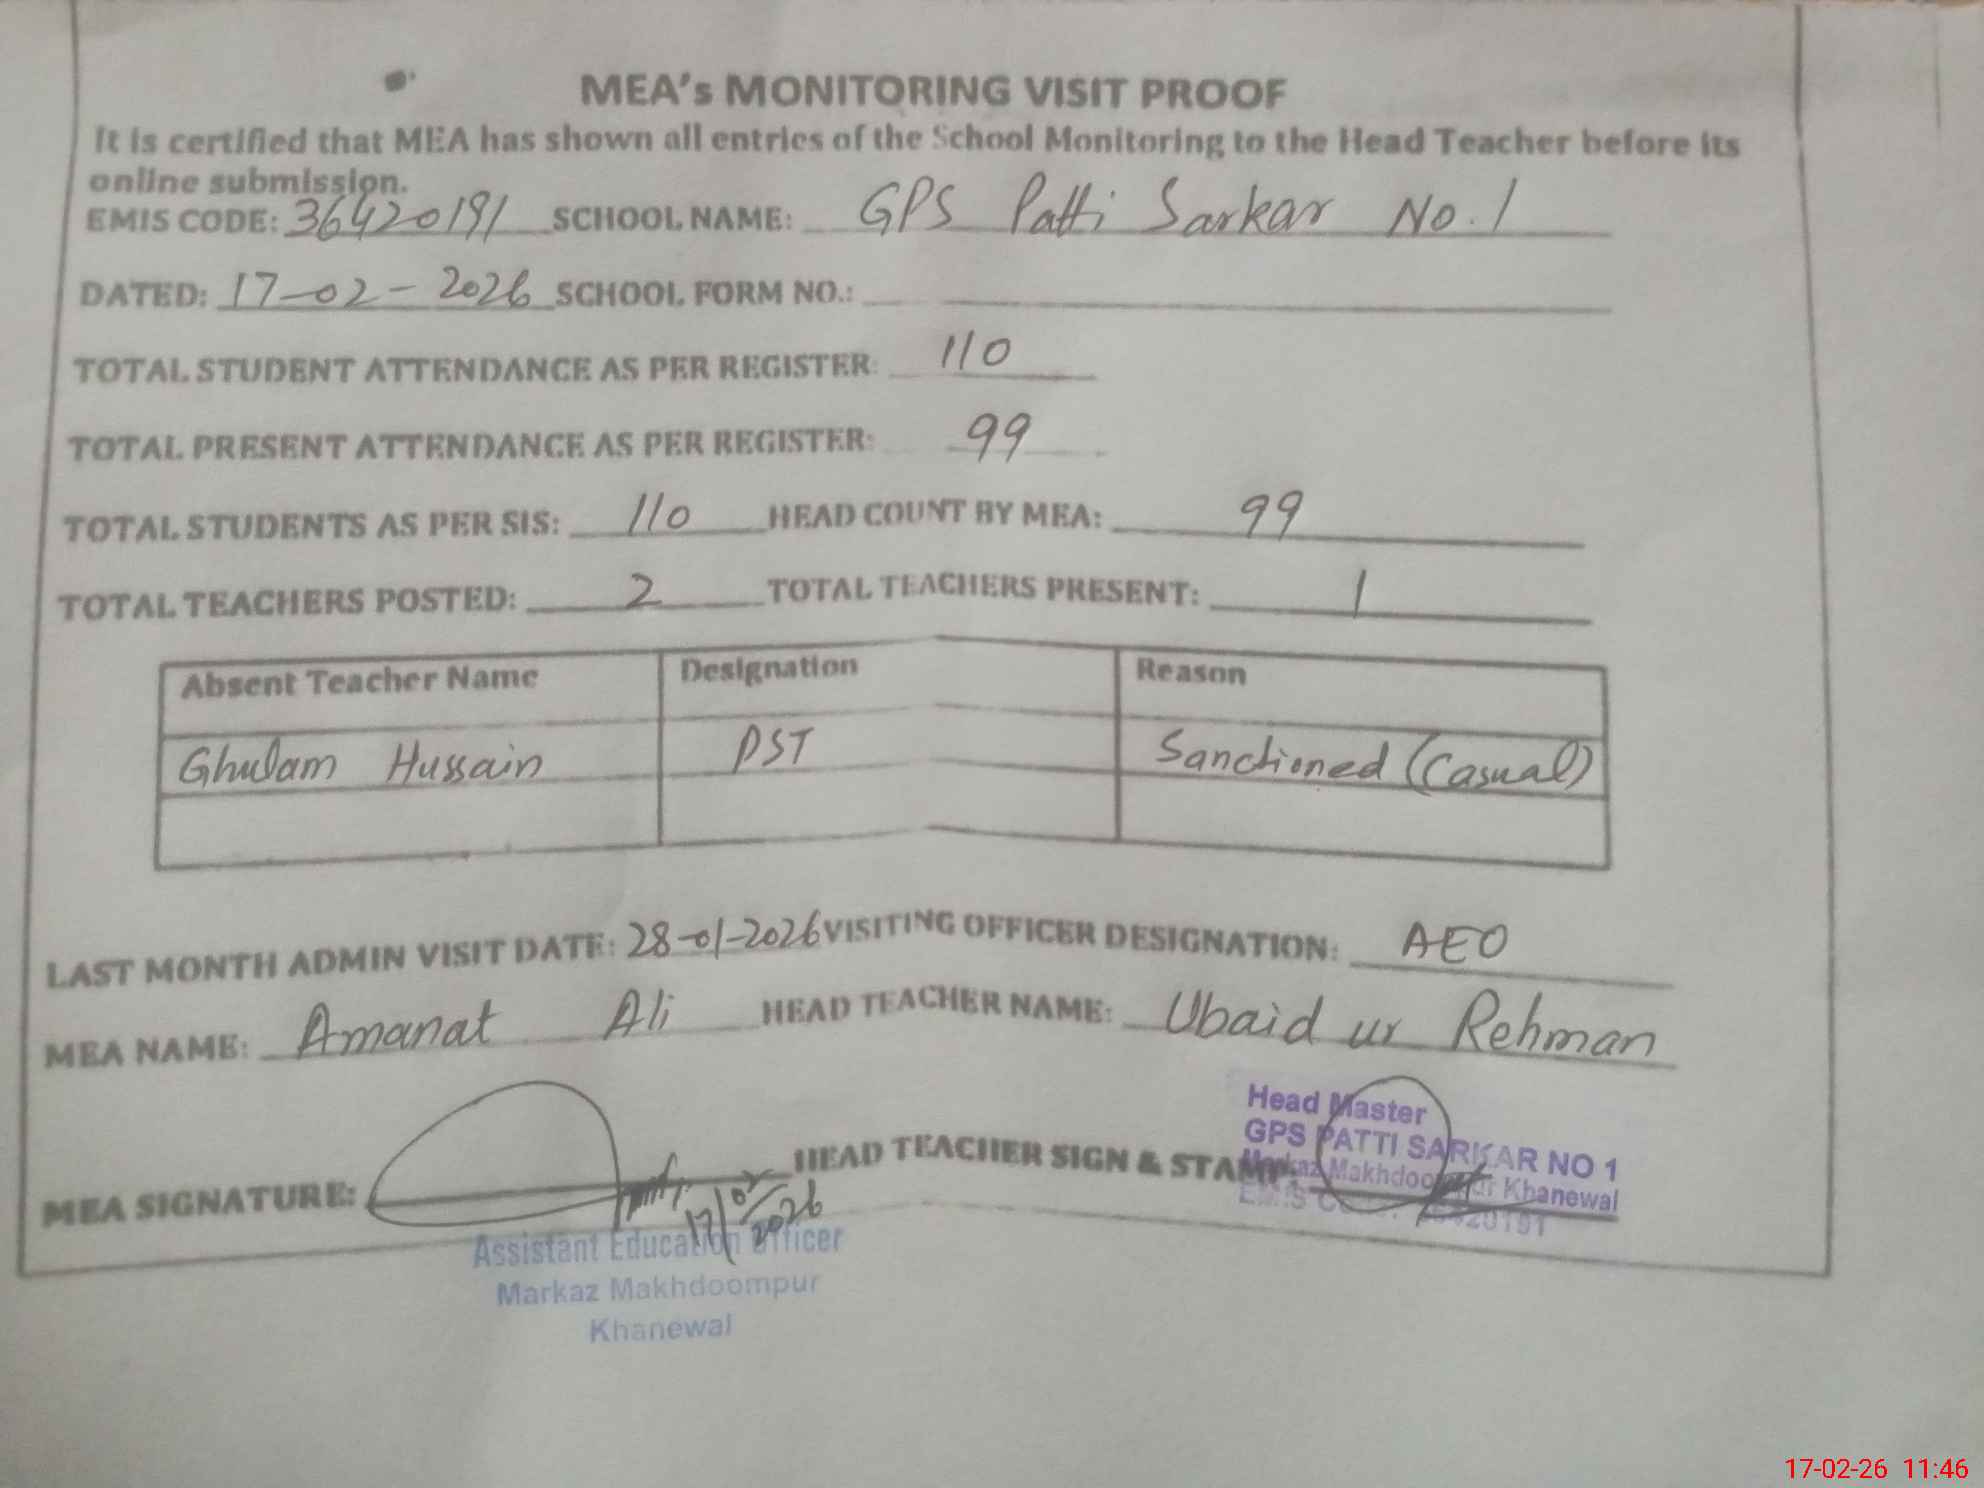 MEA's MONITORING VISIT PROOF
It is certified that MEA has shown all entries of the School Monitoring to the Head Teacher before its
online submission.
EMIS CODE: 36420191 SCHOOL NAME: GPS Patti Sarkar No. 1
DATED: 17-02-2026 SCHOOL FORM NO.:
TOTAL STUDENT ATTENDANCE AS PER REGISTER: 110
TOTAL PRESENT ATTENDANCE AS PER REGISTER: 99
TOTAL STUDENTS AS PER SIS: 110 HEAD COUNT BY MEA: 99
TOTAL TEACHERS POSTED: 2 TOTAL TEACHERS PRESENT: 1
Absent Teacher Name Designation Reason
Ghulam Hussain PST Sanctioned (Casual)
LAST MONTH ADMIN VISIT DATE: 28-01-2026 VISITING OFFICER DESIGNATION: AEO
MEA NAME: Amanat Ali HEAD TEACHER NAME: Ubaid ur Rehman
MEA SIGNATURE: 17/02/2026 HEAD TEACHER SIGN & STAMP:
Head Master
GPS PATTI SARKAR NO 1
Markaz Makhdoompur Khanewal
EMIS Code: 36420191
Assistant Education Officer
Markaz Makhdoompur
Khanewal
17-02-26 11:46